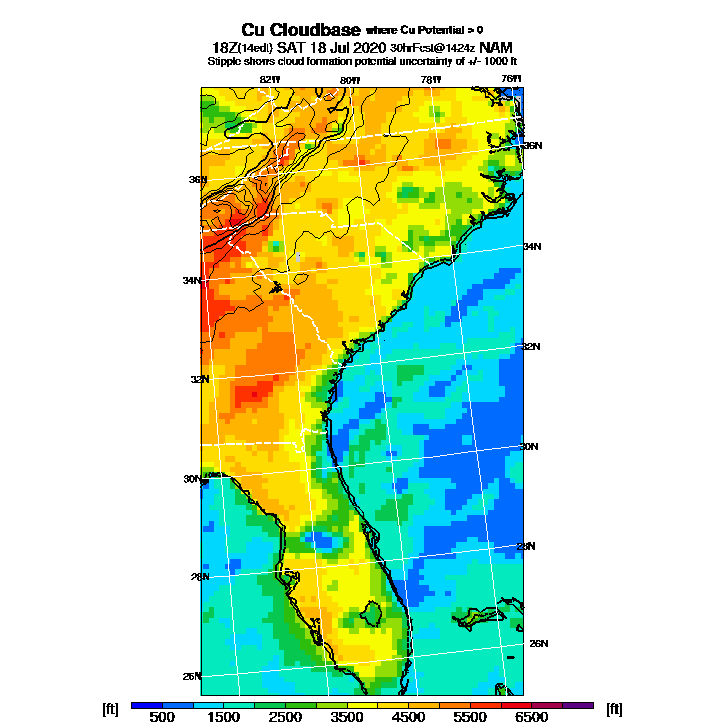 Cu Cloudbase where Cu Potential > 0
18Z(14edt) SAT 18 Jul 2020 30hrFcst@1424z NAM
Stipple shows cloud formation potential uncertainty of +/- 1000 ft
82W 80W 78W 76W
36N
36N
34N
34N
32N
32N
30N
30N
28N
28N
26N
26N
[ft] 500 1500 2500 3500 4500 5500 6500 [ft]